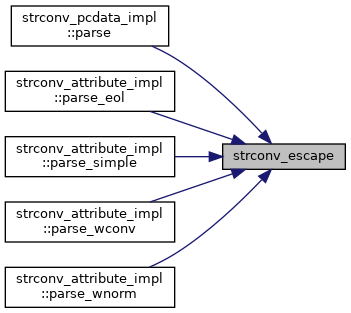 strconv_pcdata_impl
::parse
strconv_attribute_impl
::parse_eol
strconv_attribute_impl
::parse_simple
strconv_escape
strconv_attribute_impl
::parse_wconv
strconv_attribute_impl
::parse_wnorm